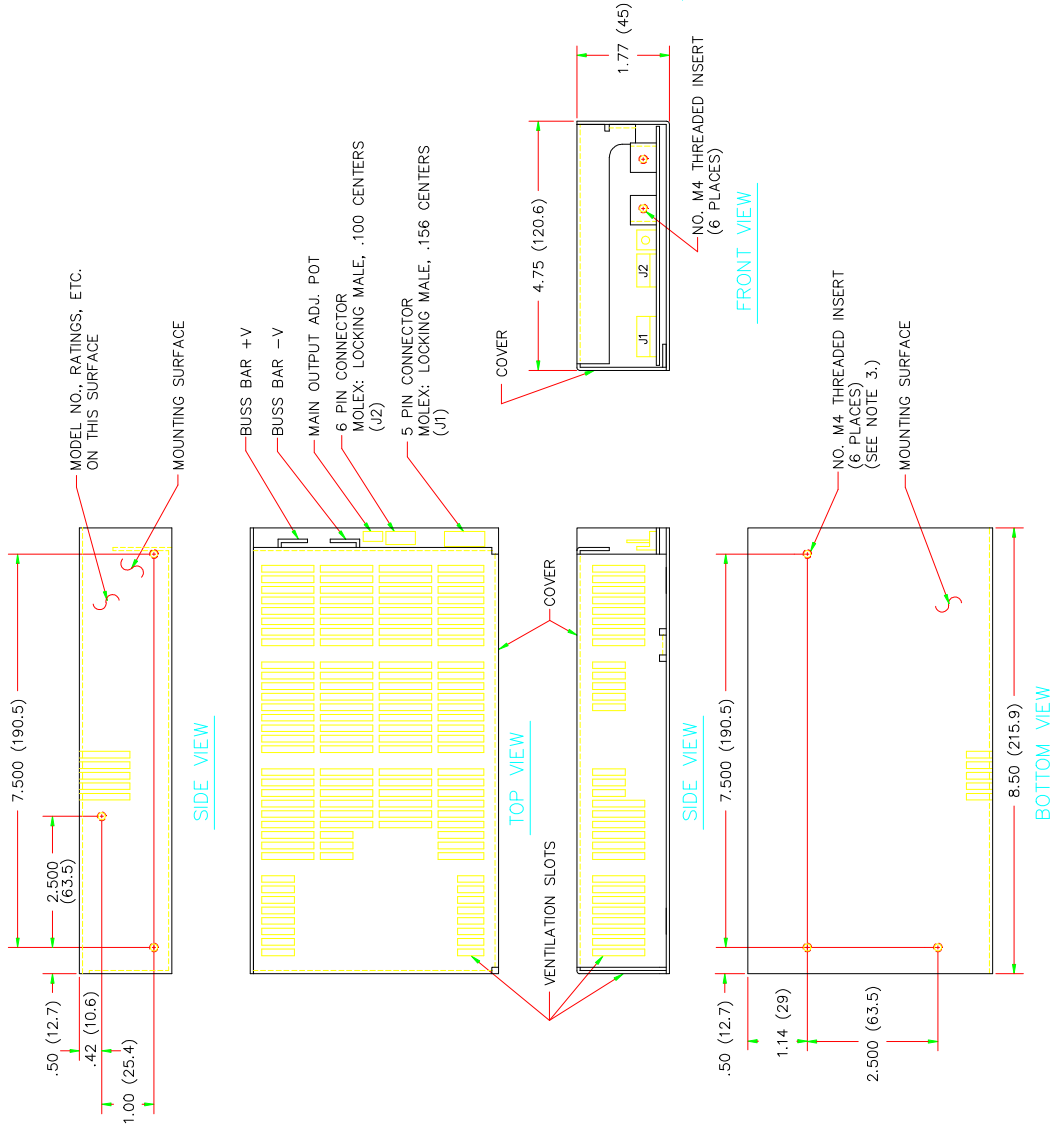 7.500 (190.5)
2.500
(63.5)
.50 (12.7)
.42 (10.6)
1.00 (25.4)
MODEL NO., RATINGS, ETC.
ON THIS SURFACE
MOUNTING SURFACE
SIDE VIEW
BUSS BAR +V
BUSS BAR −V
MAIN OUTPUT ADJ. POT
6 PIN CONNECTOR
MOLEX: LOCKING MALE, .100 CENTERS
(J2)
5 PIN CONNECTOR
MOLEX: LOCKING MALE, .156 CENTERS
(J1)
TOP VIEW
COVER
VENTILATION SLOTS
SIDE VIEW
COVER
4.75 (120.6)
1.77 (45)
J1
J2
NO. M4 THREADED INSERT
(6 PLACES)
FRONT VIEW
7.500 (190.5)
.50 (12.7)
1.14 (29)
2.500 (63.5)
NO. M4 THREADED INSERT
(6 PLACES)
(SEE NOTE 3.)
MOUNTING SURFACE
8.50 (215.9)
BOTTOM VIEW